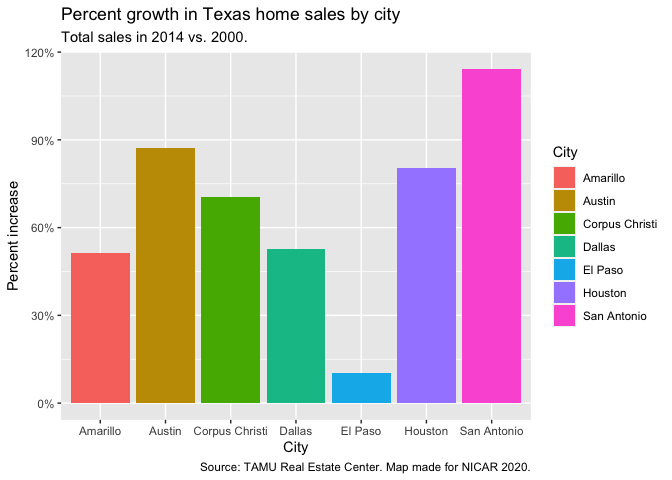 Percent growth in Texas home sales by city
Total sales in 2014 vs. 2000.
120%
90%
60%
30%
0%
Percent increase
Amarillo Austin Corpus Christi Dallas El Paso Houston San Antonio
City
City
Amarillo
Austin
Corpus Christi
Dallas
El Paso
Houston
San Antonio
Source: TAMU Real Estate Center. Map made for NICAR 2020.